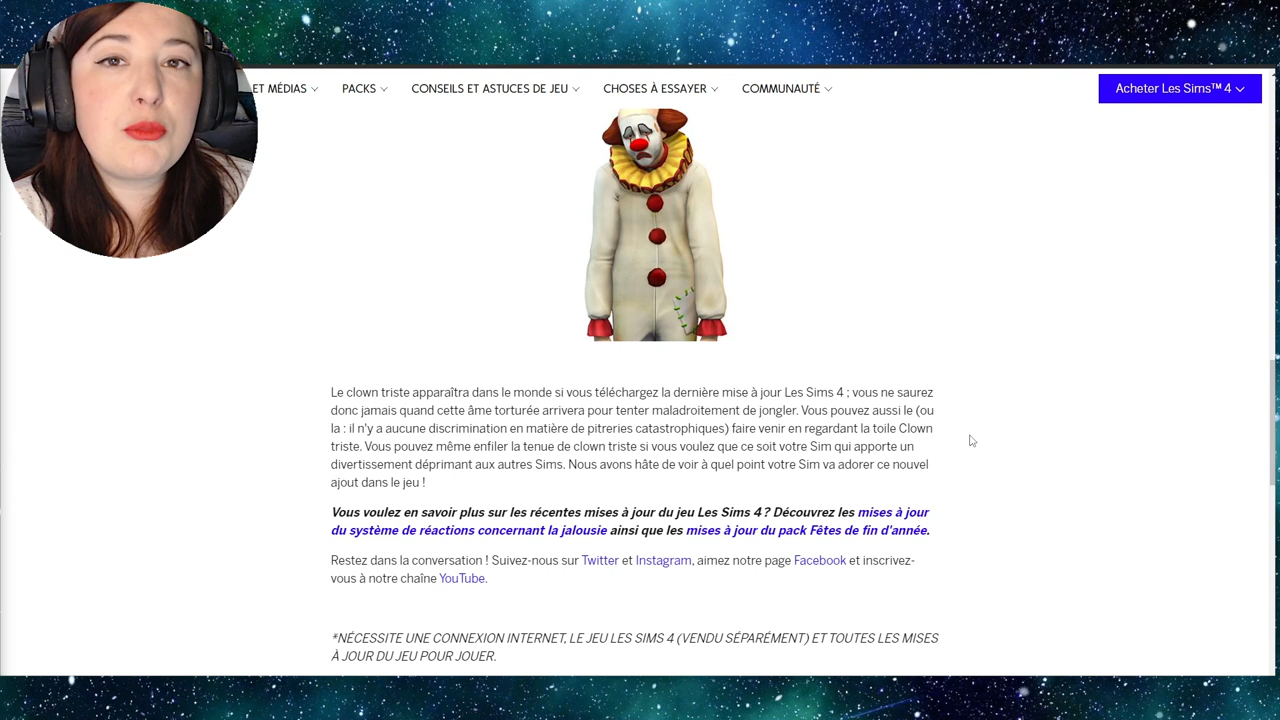 ET MÉDIAS PACKS CONSEILS ET ASTUCES DE JEU CHOSES À ESSAYER COMMUNAUTÉ Acheter Les Sims™ 4
Le clown triste apparaîtra dans le monde si vous téléchargez la dernière mise à jour Les Sims 4 ; vous ne saurez
donc jamais quand cette âme torturée arrivera pour tenter maladroitement de jongler. Vous pouvez aussi le (ou
la : il n'y a aucune discrimination en matière de pitreries catastrophiques) faire venir en regardant la toile Clown
triste. Vous pouvez même enfiler la tenue de clown triste si vous voulez que ce soit votre Sim qui apporte un
divertissement déprimant aux autres Sims. Nous avons hâte de voir à quel point votre Sim va adorer ce nouvel
ajout dans le jeu !
Vous voulez en savoir plus sur les récentes mises à jour du jeu Les Sims 4 ? Découvrez les mises à jour
du système de réactions concernant la jalousie ainsi que les mises à jour du pack Fêtes de fin d'année.
Restez dans la conversation ! Suivez-nous sur Twitter et Instagram, aimez notre page Facebook et inscrivez-
vous à notre chaîne YouTube.
*NÉCESSITE UNE CONNEXION INTERNET, LE JEU LES SIMS 4 (VENDU SÉPARÉMENT) ET TOUTES LES MISES
À JOUR DU JEU POUR JOUER.